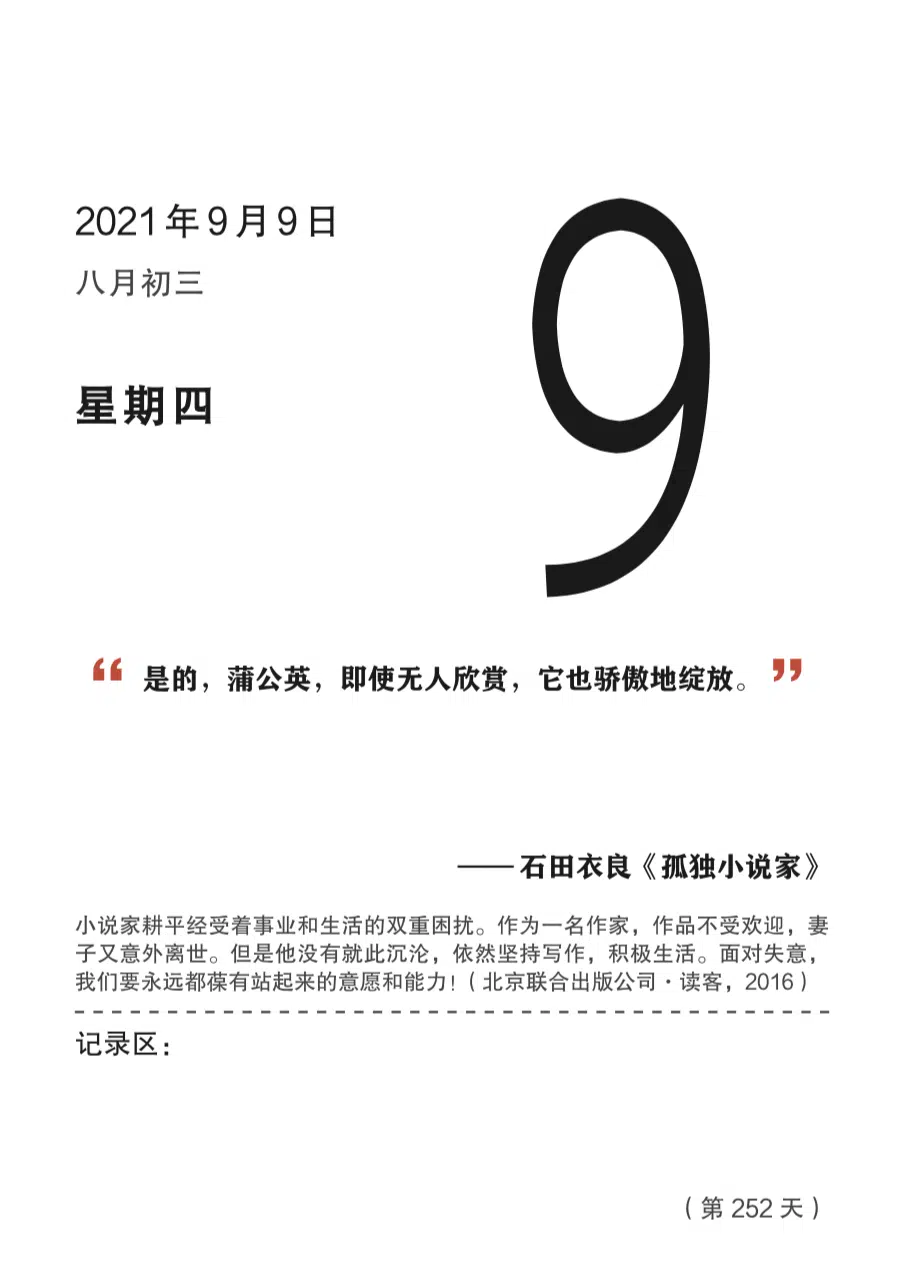 2021年9月9日
八月初三
星期四
9
“ 是的，蒲公英，即使无人欣赏，它也骄傲地绽放。 ”
——石田衣良《孤独小说家》
小说家耕平经受着事业和生活的双重困扰。作为一名作家，作品不受欢迎，妻
子又意外离世。但是他没有就此沉沦，依然坚持写作，积极生活。面对失意，
我们要永远都葆有站起来的意愿和能力！（北京联合出版公司·读客，2016）
记录区：
（第 252 天）